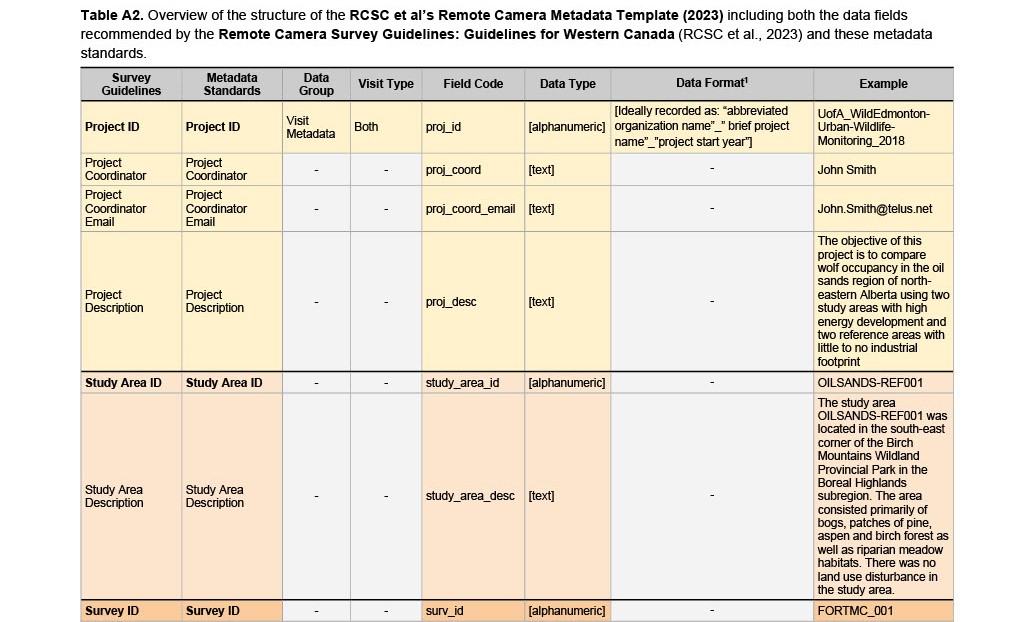 Table A2. Overview of the structure of the RCSC et al’s Remote Camera Metadata Template (2023) including both the data fields
recommended by the Remote Camera Survey Guidelines: Guidelines for Western Canada (RCSC et al., 2023) and these metadata
standards.
Survey Guidelines | Metadata Standards | Data Group | Visit Type | Field Code | Data Type | Data Format¹ | Example
Project ID | Project ID | Visit Metadata | Both | proj_id | [alphanumeric] | [Ideally recorded as: “abbreviated organization name”_” brief project name”_”project start year”] | UofA_WildEdmonton-Urban-Wildlife-Monitoring_2018
Project Coordinator | Project Coordinator | - | - | proj_coord | [text] | - | John Smith
Project Coordinator Email | Project Coordinator Email | - | - | proj_coord_email | [text] | - | John.Smith@telus.net
Project Description | Project Description | - | - | proj_desc | [text] | - | The objective of this project is to compare wolf occupancy in the oil sands region of north-eastern Alberta using two study areas with high energy development and two reference areas with little to no industrial footprint
Study Area ID | Study Area ID | - | - | study_area_id | [alphanumeric] | - | OILSANDS-REF001
Study Area Description | Study Area Description | - | - | study_area_desc | [text] | - | The study area OILSANDS-REF001 was located in the south-east corner of the Birch Mountains Wildland Provincial Park in the Boreal Highlands subregion. The area consisted primarily of bogs, patches of pine, aspen and birch forest as well as riparian meadow habitats. There was no land use disturbance in the study area.
Survey ID | Survey ID | - | - | surv_id | [alphanumeric] | - | FORTMC_001